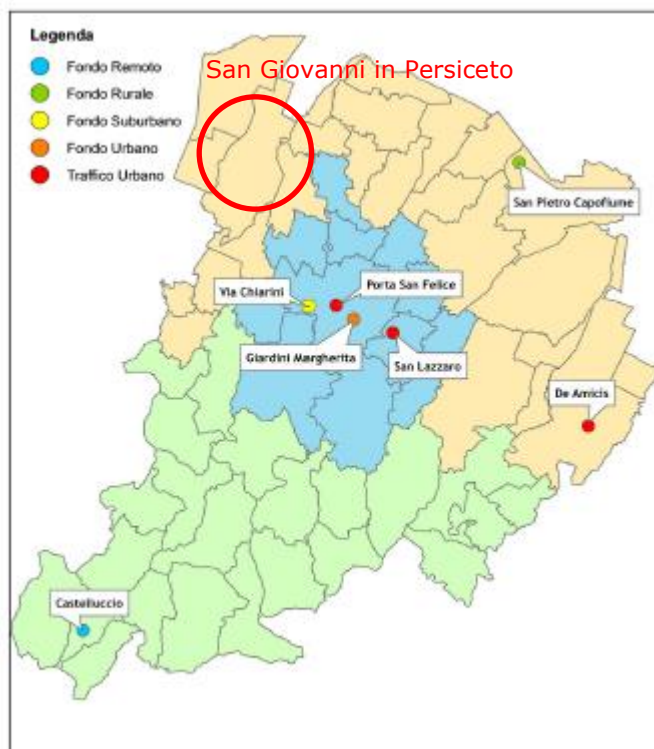 Legenda
Fondo Remoto
Fondo Rurale
Fondo Suburbano
Fondo Urbano
Traffico Urbano
San Giovanni in Persiceto
San Pietro Capofiume
Via Chiarini
Porta San Felice
Giardini Margherita
San Lazzaro
De Amicis
Castelluccio